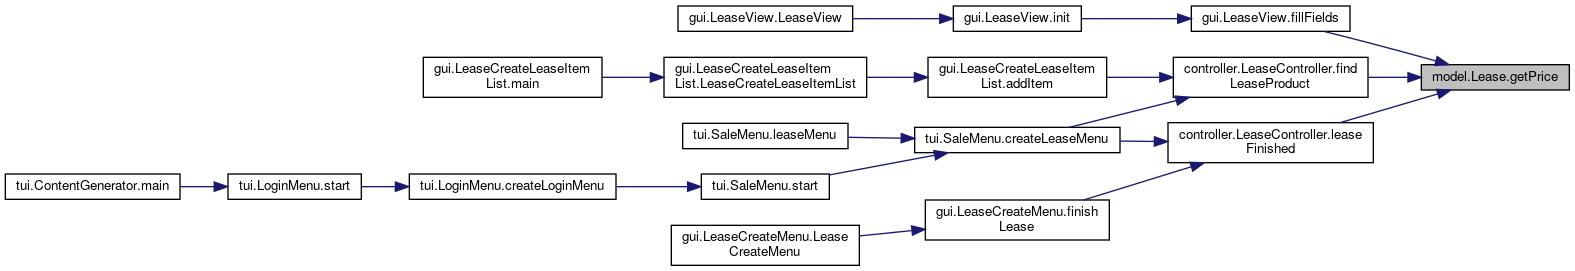 gui.LeaseView.LeaseView
gui.LeaseView.init
gui.LeaseView.fillFields
gui.LeaseCreateLeaseItem
List.main
gui.LeaseCreateLeaseItem
List.LeaseCreateLeaseItemList
gui.LeaseCreateLeaseItem
List.addItem
controller.LeaseController.find
LeaseProduct
model.Lease.getPrice
tui.SaleMenu.leaseMenu
tui.SaleMenu.createLeaseMenu
controller.LeaseController.lease
Finished
tui.ContentGenerator.main
tui.LoginMenu.start
tui.LoginMenu.createLoginMenu
tui.SaleMenu.start
gui.LeaseCreateMenu.finish
Lease
gui.LeaseCreateMenu.Lease
CreateMenu